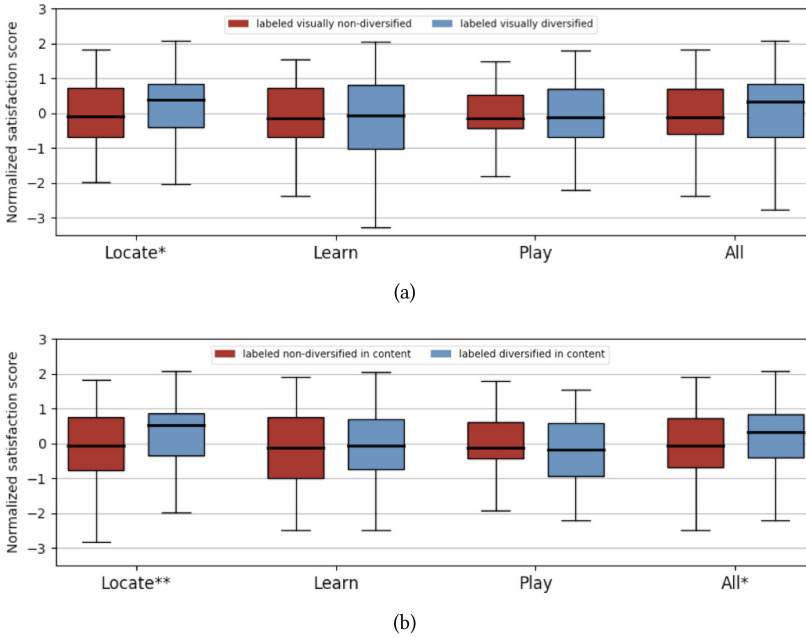 labeled visually non-diversified labeled visually diversified
Normalized satisfaction score
3
2
1
0
−1
−2
−3
Locate* Learn Play All
(a)
labeled non-diversified in content labeled diversified in content
Normalized satisfaction score
3
2
1
0
−1
−2
−3
Locate** Learn Play All*
(b)